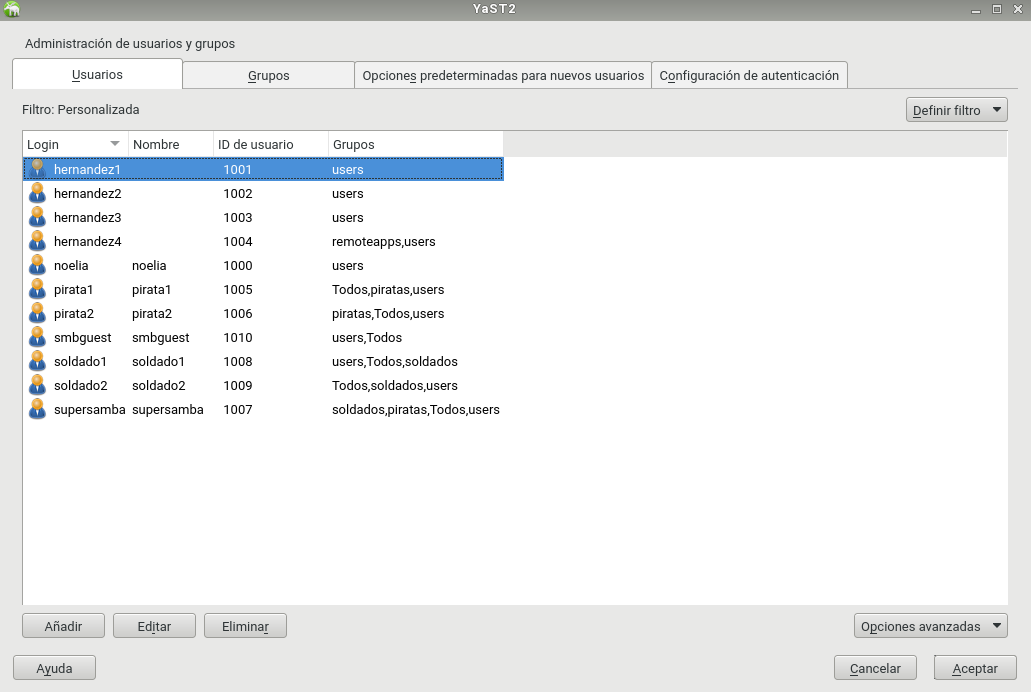 YaST2
Administración de usuarios y grupos
Usuarios Grupos Opciones predeterminadas para nuevos usuarios Configuración de autenticación
Filtro: Personalizada Definir filtro
Login Nombre ID de usuario Grupos
hernandez1 1001 users
hernandez2 1002 users
hernandez3 1003 users
hernandez4 1004 remoteapps,users
noelia noelia 1000 users
pirata1 pirata1 1005 Todos,piratas,users
pirata2 pirata2 1006 piratas,Todos,users
smbguest smbguest 1010 users,Todos
soldado1 soldado1 1008 users,Todos,soldados
soldado2 soldado2 1009 Todos,soldados,users
supersamba supersamba 1007 soldados,piratas,Todos,users
Añadir Editar Eliminar Opciones avanzadas
Ayuda Cancelar Aceptar